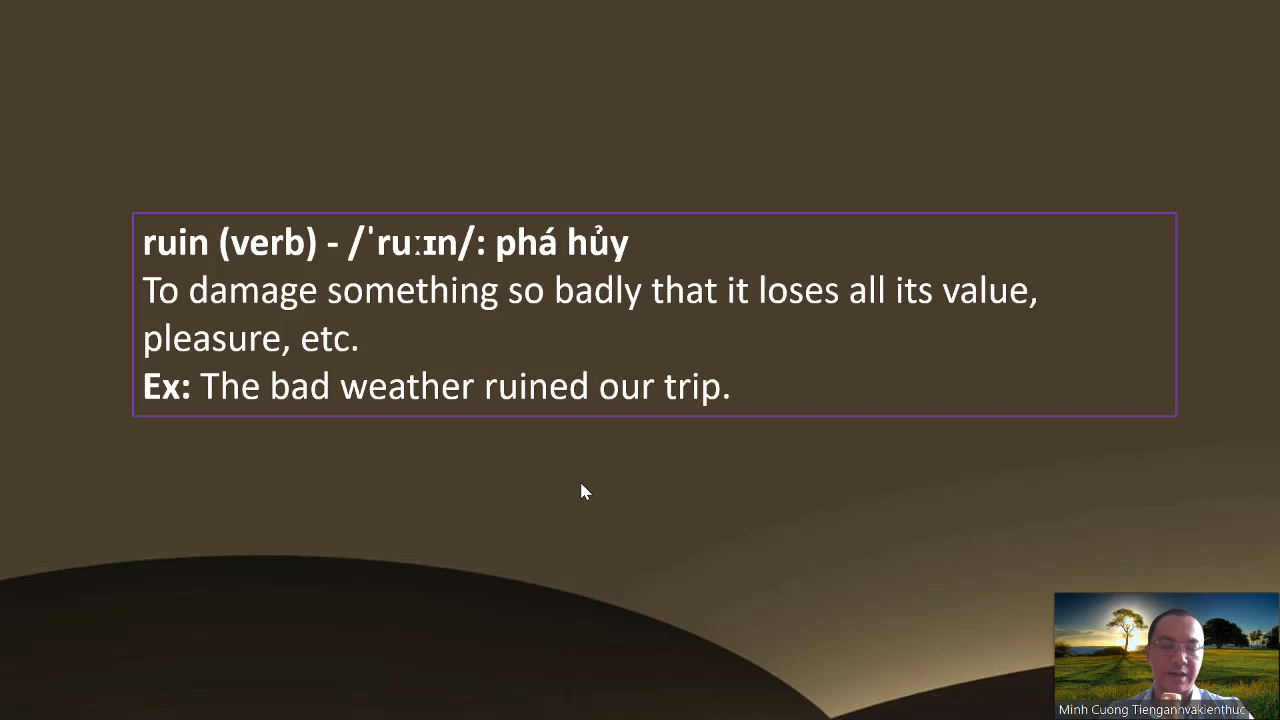 ruin (verb) - /ˈruːɪn/: phá hủy
To damage something so badly that it loses all its value,
pleasure, etc.
Ex: The bad weather ruined our trip.
Minh Cuong Tiengannvakienthuc